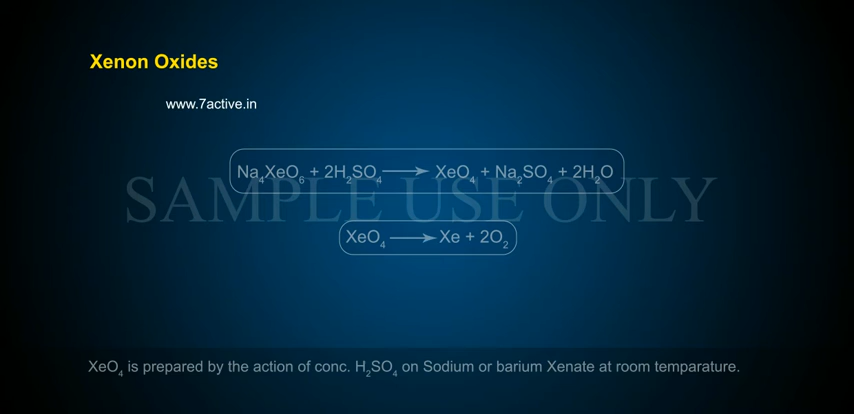 Xenon Oxides
www.7active.in
Na₄XeO₆ + 2H₂SO₄ ⟶ XeO₄ + Na₂SO₄ + 2H₂O
SAMPLE USE ONLY
XeO₄ ⟶ Xe + 2O₂
XeO₄ is prepared by the action of conc. H₂SO₄ on Sodium or barium Xenate at room temparature.